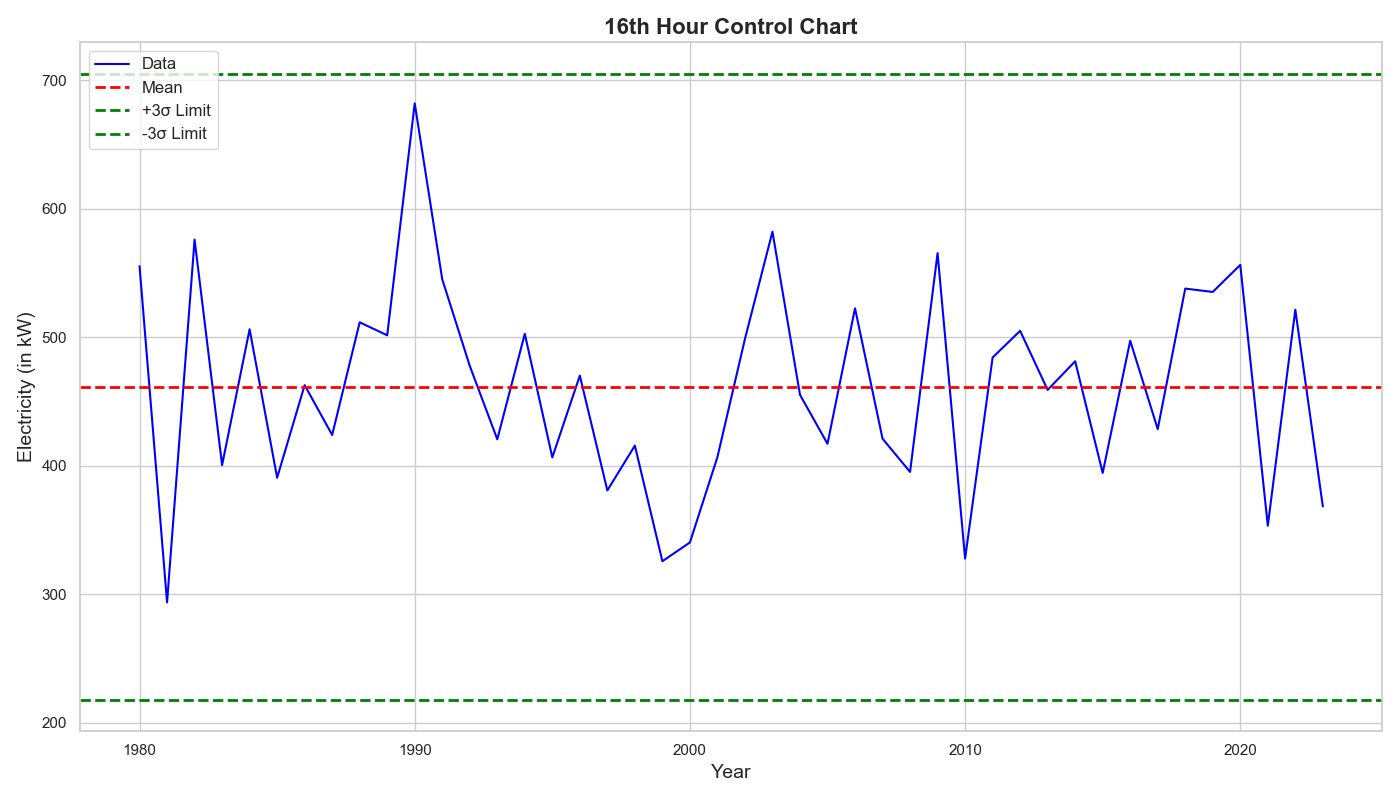 16th Hour Control Chart
Data
Mean
+3σ Limit
-3σ Limit
700
600
500
400
300
200
Electricity (in kW)
1980
1990
2000
2010
2020
Year